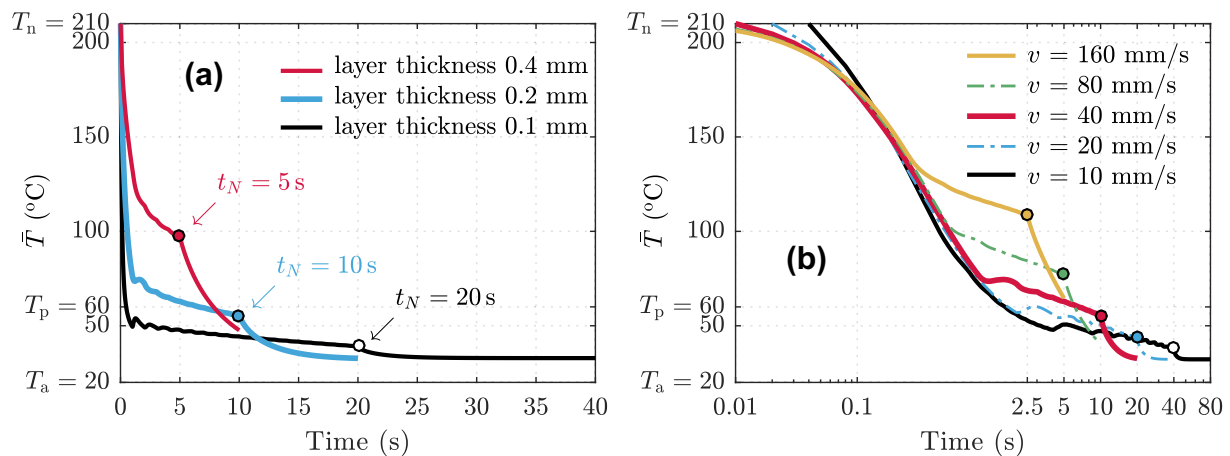 T_n = 210
200
150
100
T_p = 60
50
T_a = 20
T̄ (°C)
(a)
layer thickness 0.4 mm
layer thickness 0.2 mm
layer thickness 0.1 mm
t_N = 5 s
t_N = 10 s
t_N = 20 s
0 5 10 15 20 25 30 35 40
Time (s)
T_n = 210
200
150
100
T_p = 60
50
T_a = 20
T̄ (°C)
v = 160 mm/s
v = 80 mm/s
v = 40 mm/s
v = 20 mm/s
v = 10 mm/s
(b)
0.01 0.1 2.5 5 10 20 40 80
Time (s)